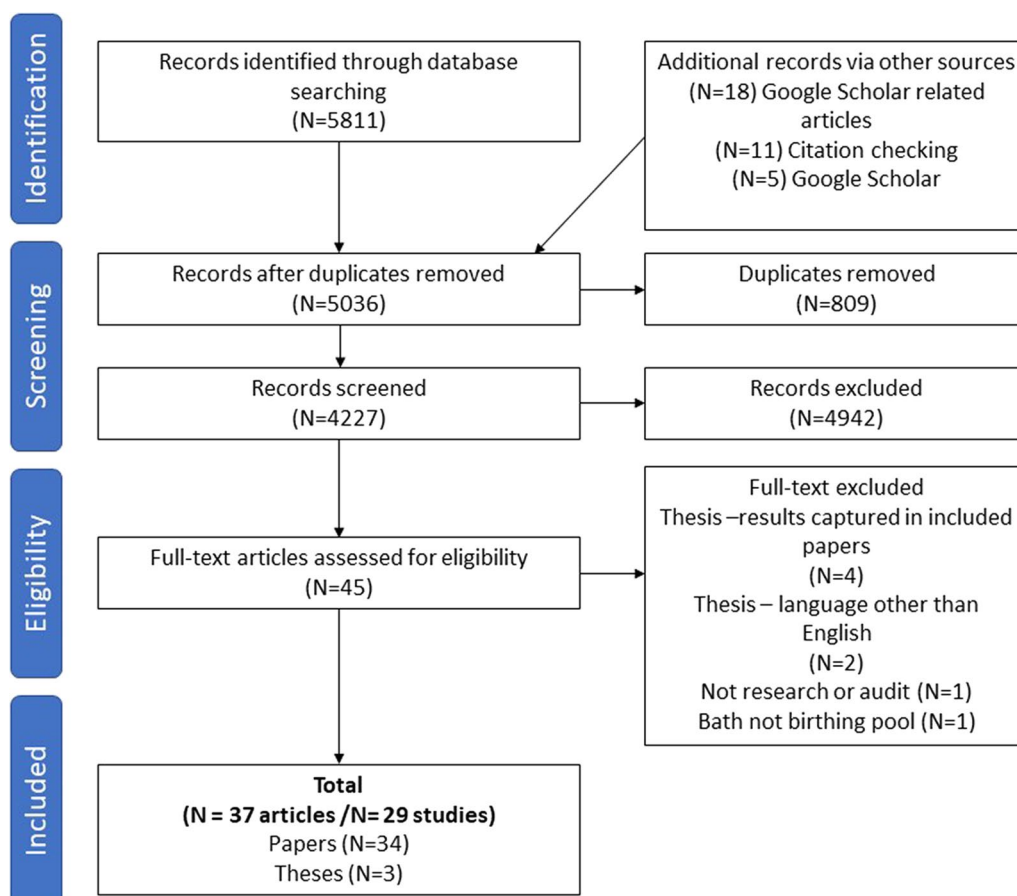 Identification
Records identified through database
searching
(N=5811)
Additional records via other sources
(N=18) Google Scholar related
articles
(N=11) Citation checking
(N=5) Google Scholar
Screening
Records after duplicates removed
(N=5036)
Duplicates removed
(N=809)
Records screened
(N=4227)
Records excluded
(N=4942)
Eligibility
Full-text articles assessed for eligibility
(N=45)
Full-text excluded
Thesis –results captured in included
papers
(N=4)
Thesis – language other than
English
(N=2)
Not research or audit (N=1)
Bath not birthing pool (N=1)
Included
Total
(N = 37 articles /N= 29 studies)
Papers (N=34)
Theses (N=3)